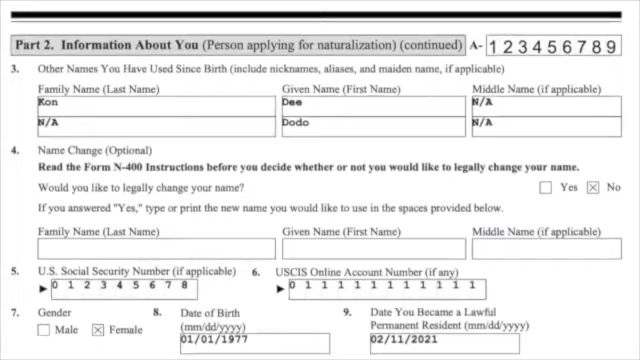 Part 2. Information About You (Person applying for naturalization) (continued) A- 1 2 3 4 5 6 7 8 9
3. Other Names You Have Used Since Birth (include nicknames, aliases, and maiden name, if applicable)
Family Name (Last Name) Given Name (First Name) Middle Name (if applicable)
Kon Dee N/A
N/A Dodo N/A
4. Name Change (Optional)
Read the Form N-400 Instructions before you decide whether or not you would like to legally change your name.
Would you like to legally change your name? Yes No
If you answered "Yes," type or print the new name you would like to use in the spaces provided below.
Family Name (Last Name) Given Name (First Name) Middle Name (if applicable)
5. U.S. Social Security Number (if applicable) 6. USCIS Online Account Number (if any)
0 1 2 3 4 5 6 7 8 0 1 1 1 1 1 1 1 1 1 1 1
7. Gender 8. Date of Birth 9. Date You Became a Lawful
Male Female (mm/dd/yyyy) Permanent Resident (mm/dd/yyyy)
01/01/1977 02/11/2021